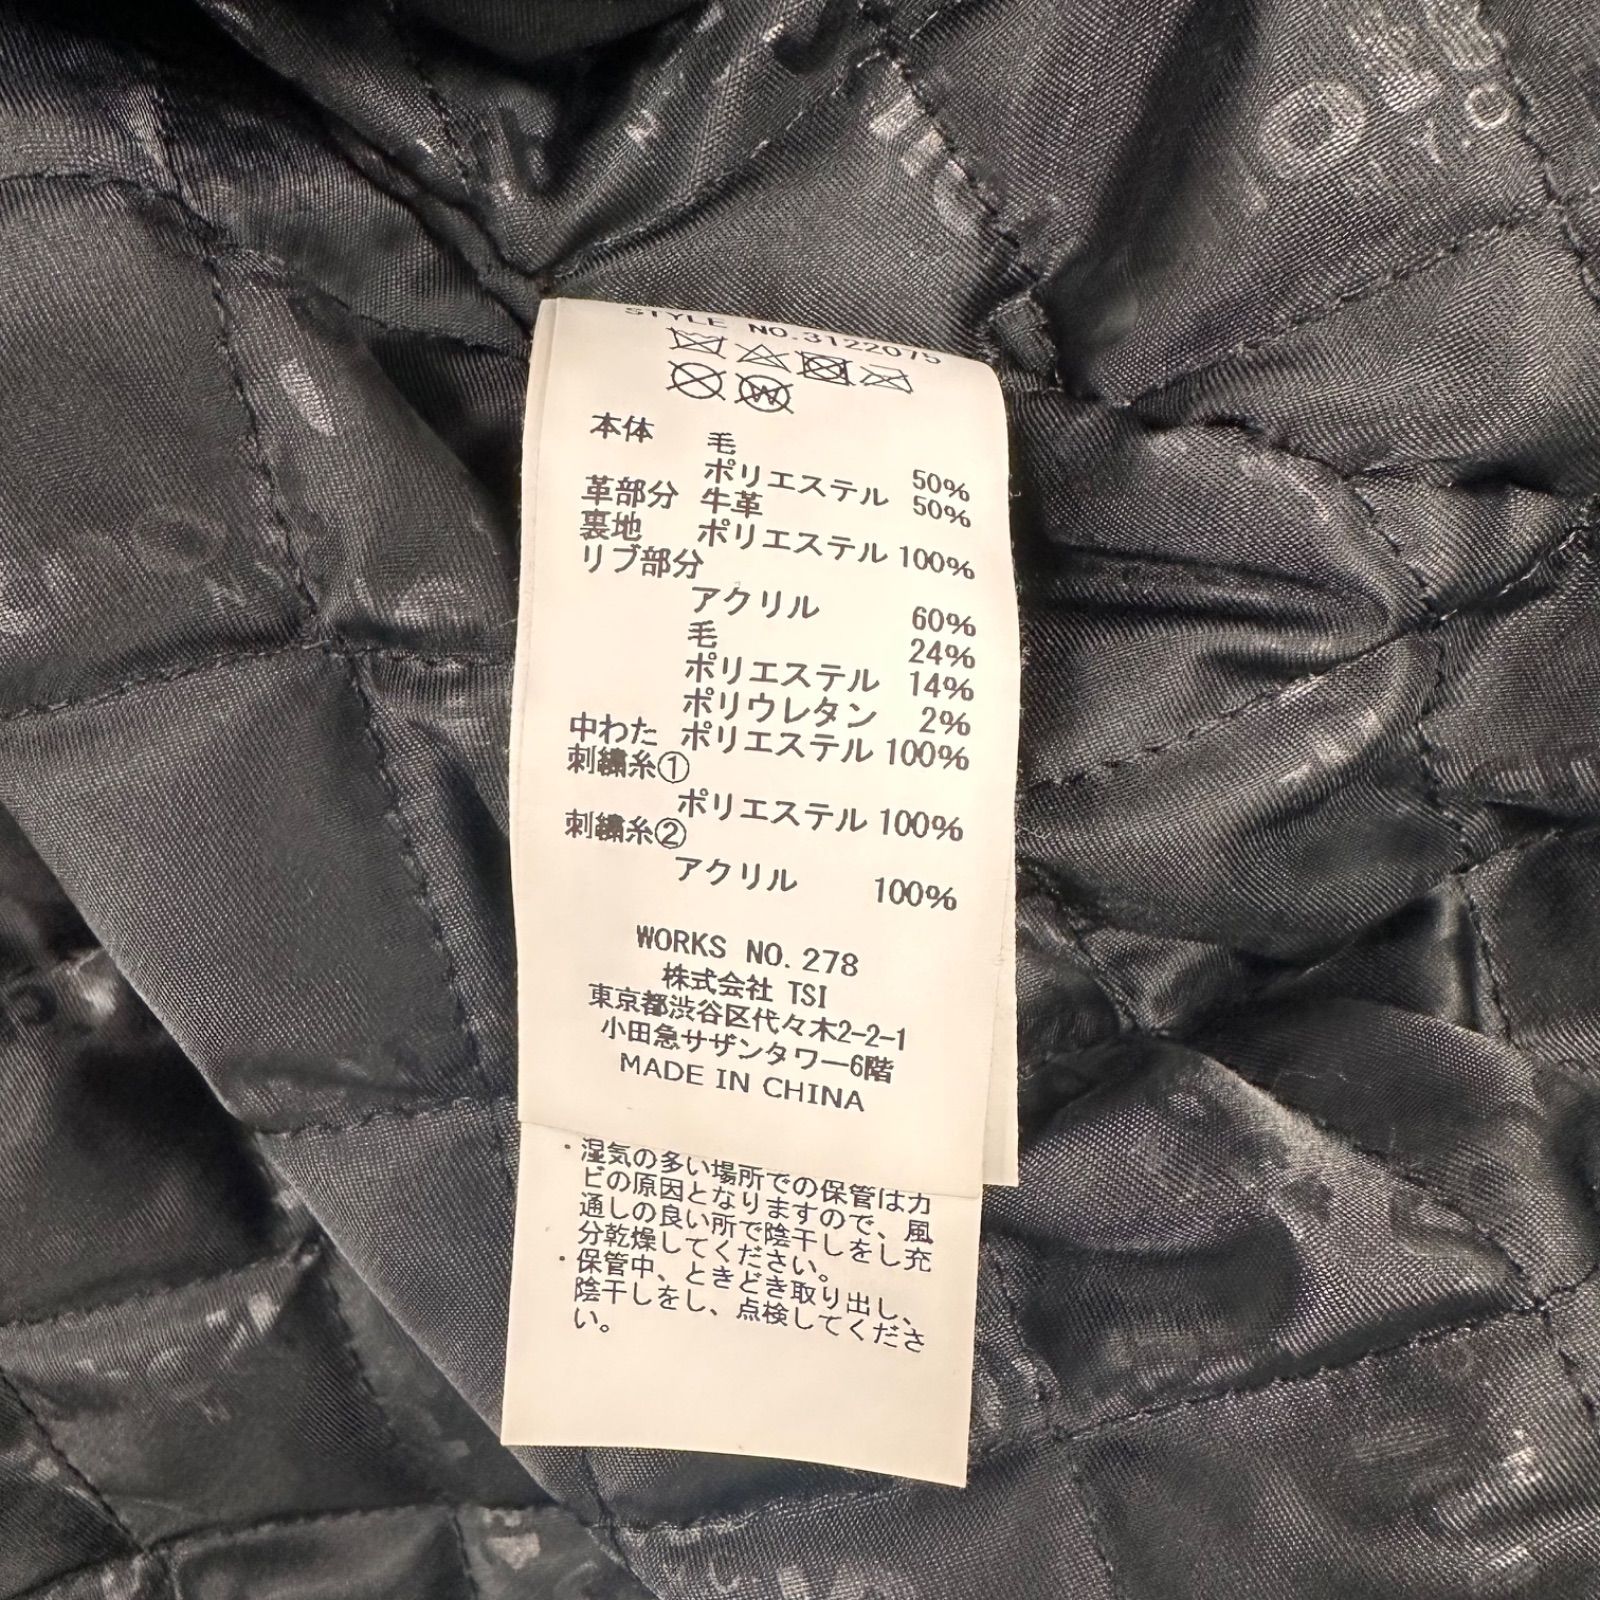 STYLE NO.3122075
W
本体 毛 50%
ポリエステル 50%
革部分 牛革
裏地 ポリエステル 100%
リブ部分
アクリル 60%
毛 24%
ポリエステル 14%
ポリウレタン 2%
中わた ポリエステル 100%
刺繍糸①
ポリエステル 100%
刺繍糸②
アクリル 100%
WORKS NO.278
株式会社 TSI
東京都渋谷区代々木2-2-1
小田急サザンタワー6階
MADE IN CHINA
・湿気の多い場所での保管はカ
ビの原因となりますので、風
通しの良い所で陰干しをし充
分乾燥してください。
・保管中、ときどき取り出し、
陰干しをし、点検してくださ
い。